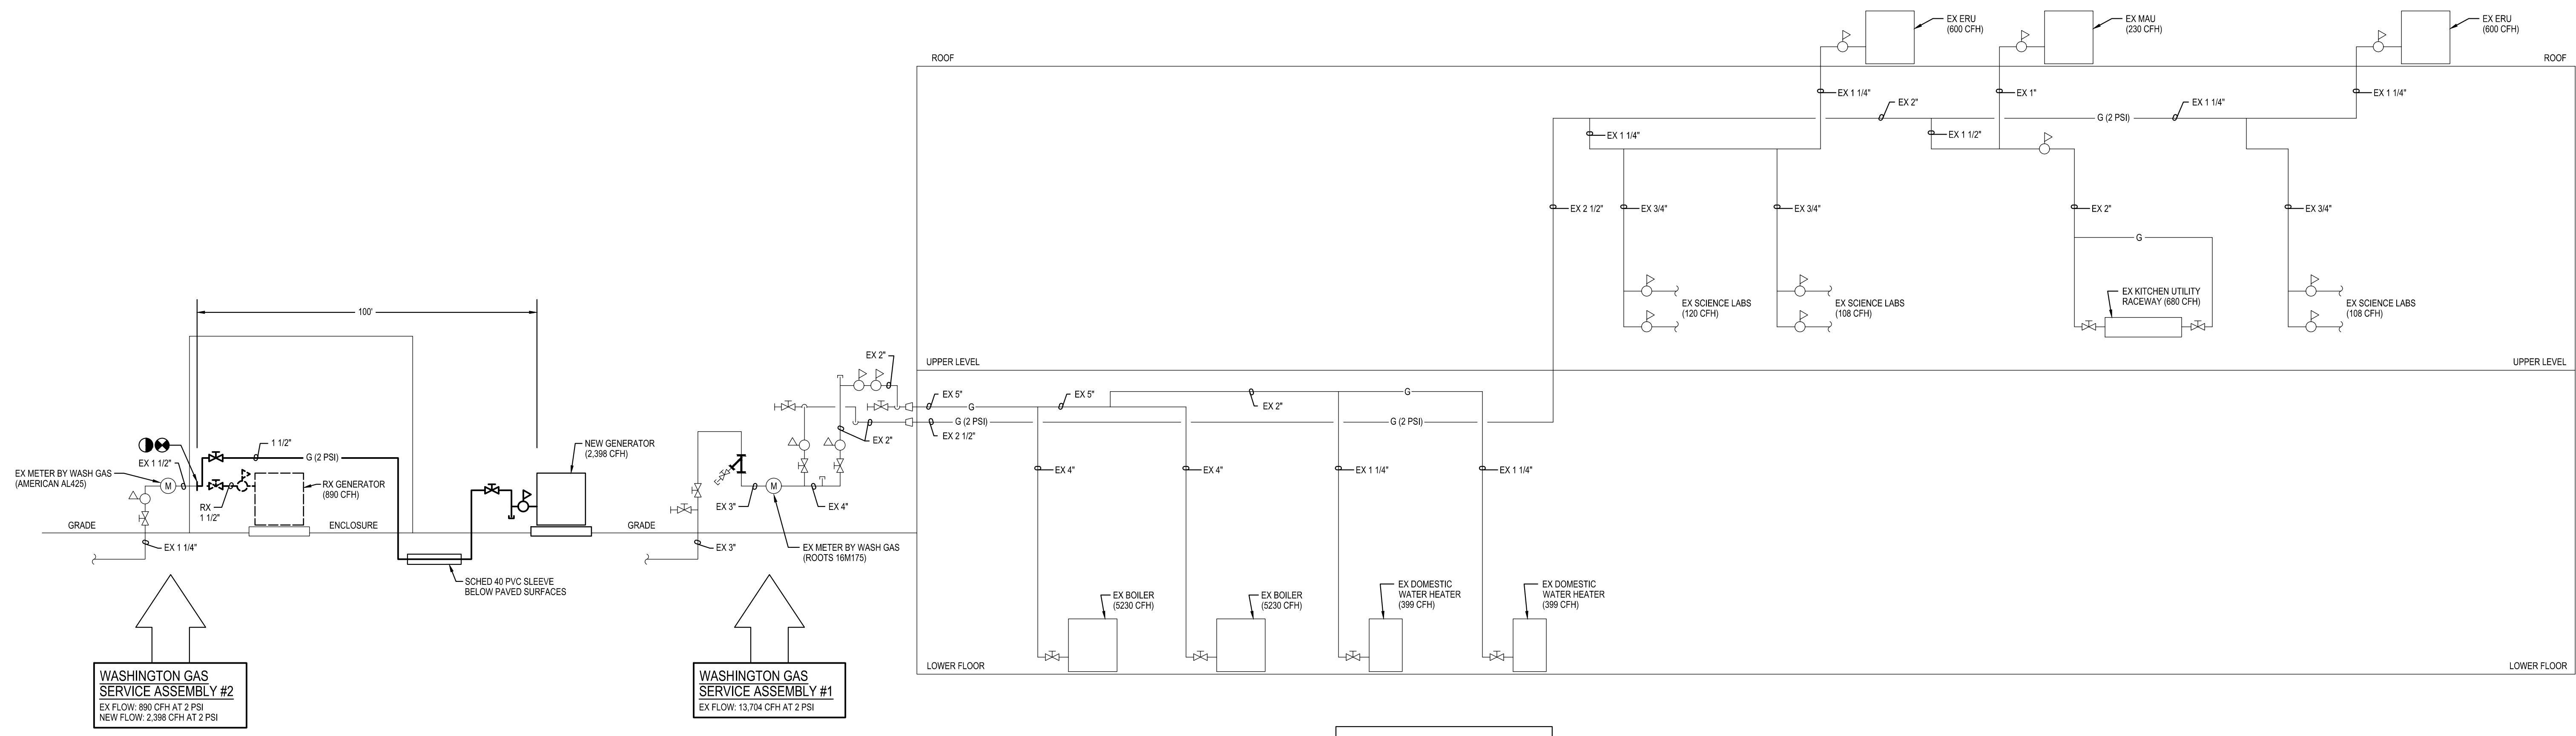 EX ERU
(600 CFH)
EX MAU
(230 CFH)
EX ERU
(600 CFH)
ROOF
ROOF
EX 1 1/4"
EX 2"
EX 1"
EX 1 1/4"
EX 1 1/4"
G (2 PSI)
EX 1 1/4"
EX 1 1/2"
EX 2 1/2"
EX 3/4"
EX 3/4"
EX 2"
EX 3/4"
G
EX KITCHEN UTILITY
RACEWAY (680 CFH)
EX SCIENCE LABS
(120 CFH)
EX SCIENCE LABS
(108 CFH)
EX SCIENCE LABS
(108 CFH)
100'
EX 2"
UPPER LEVEL
UPPER LEVEL
EX 5"
G
EX 5"
EX 2"
G
G (2 PSI)
G (2 PSI)
EX 2 1/2"
EX 2"
1 1/2"
G (2 PSI)
NEW GENERATOR
(2,398 CFH)
EX 1 1/2"
EX METER BY WASH GAS
(AMERICAN AL425)
M
RX GENERATOR
(890 CFH)
RX
1 1/2"
M
EX 3"
EX 4"
EX 4"
EX 4"
EX 1 1/4"
EX 1 1/4"
GRADE
ENCLOSURE
GRADE
EX 1 1/4"
EX 3"
EX METER BY WASH GAS
(ROOTS 16M175)
SCHED 40 PVC SLEEVE
BELOW PAVED SURFACES
EX BOILER
(5230 CFH)
EX BOILER
(5230 CFH)
EX DOMESTIC
WATER HEATER
(399 CFH)
EX DOMESTIC
WATER HEATER
(399 CFH)
LOWER FLOOR
LOWER FLOOR
WASHINGTON GAS
SERVICE ASSEMBLY #2
EX FLOW: 890 CFH AT 2 PSI
NEW FLOW: 2,398 CFH AT 2 PSI
WASHINGTON GAS
SERVICE ASSEMBLY #1
EX FLOW: 13,704 CFH AT 2 PSI